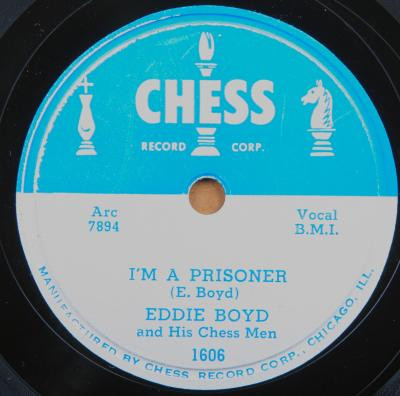 CHESS
RECORD CORP.
Arc
7894
Vocal
B.M.I.
I'M A PRISONER
(E. Boyd)
EDDIE BOYD
and His Chess Men
1606
MANUFACTURED BY CHESS RECORD CORP., CHICAGO, ILL.